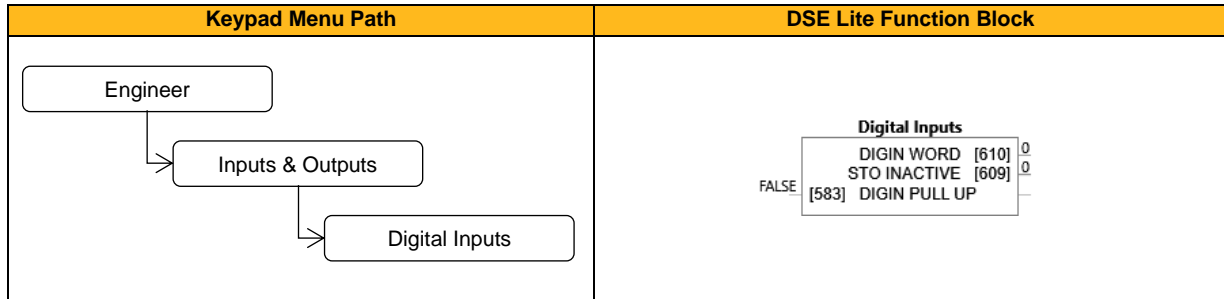 Keypad Menu Path
DSE Lite Function Block
Engineer
Inputs & Outputs
Digital Inputs
Digital Inputs
DIGIN WORD [610] 0
STO INACTIVE [609] 0
FALSE [583] DIGIN PULL UP